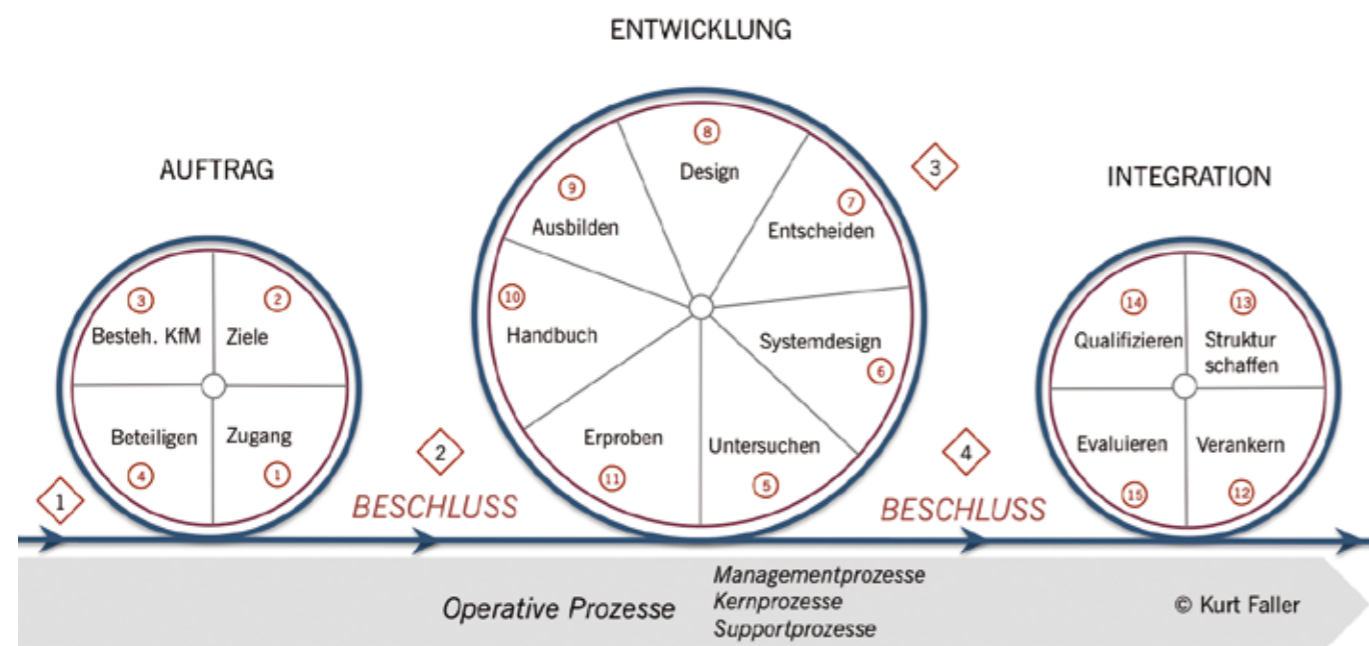 ENTWICKLUNG
AUFTRAG
INTEGRATION
3
Besteh. KfM
2
Ziele
Beteiligen
4
Zugang
1
1
2
BESCHLUSS
8
Design
9
Ausbilden
7
Entscheiden
10
Handbuch
Systemdesign
6
Erproben
11
Untersuchen
5
3
4
BESCHLUSS
14
Qualifizieren
13
Struktur
schaffen
Evaluieren
15
Verankern
12
Operative Prozesse
Managementprozesse
Kernprozesse
Supportprozesse
© Kurt Faller